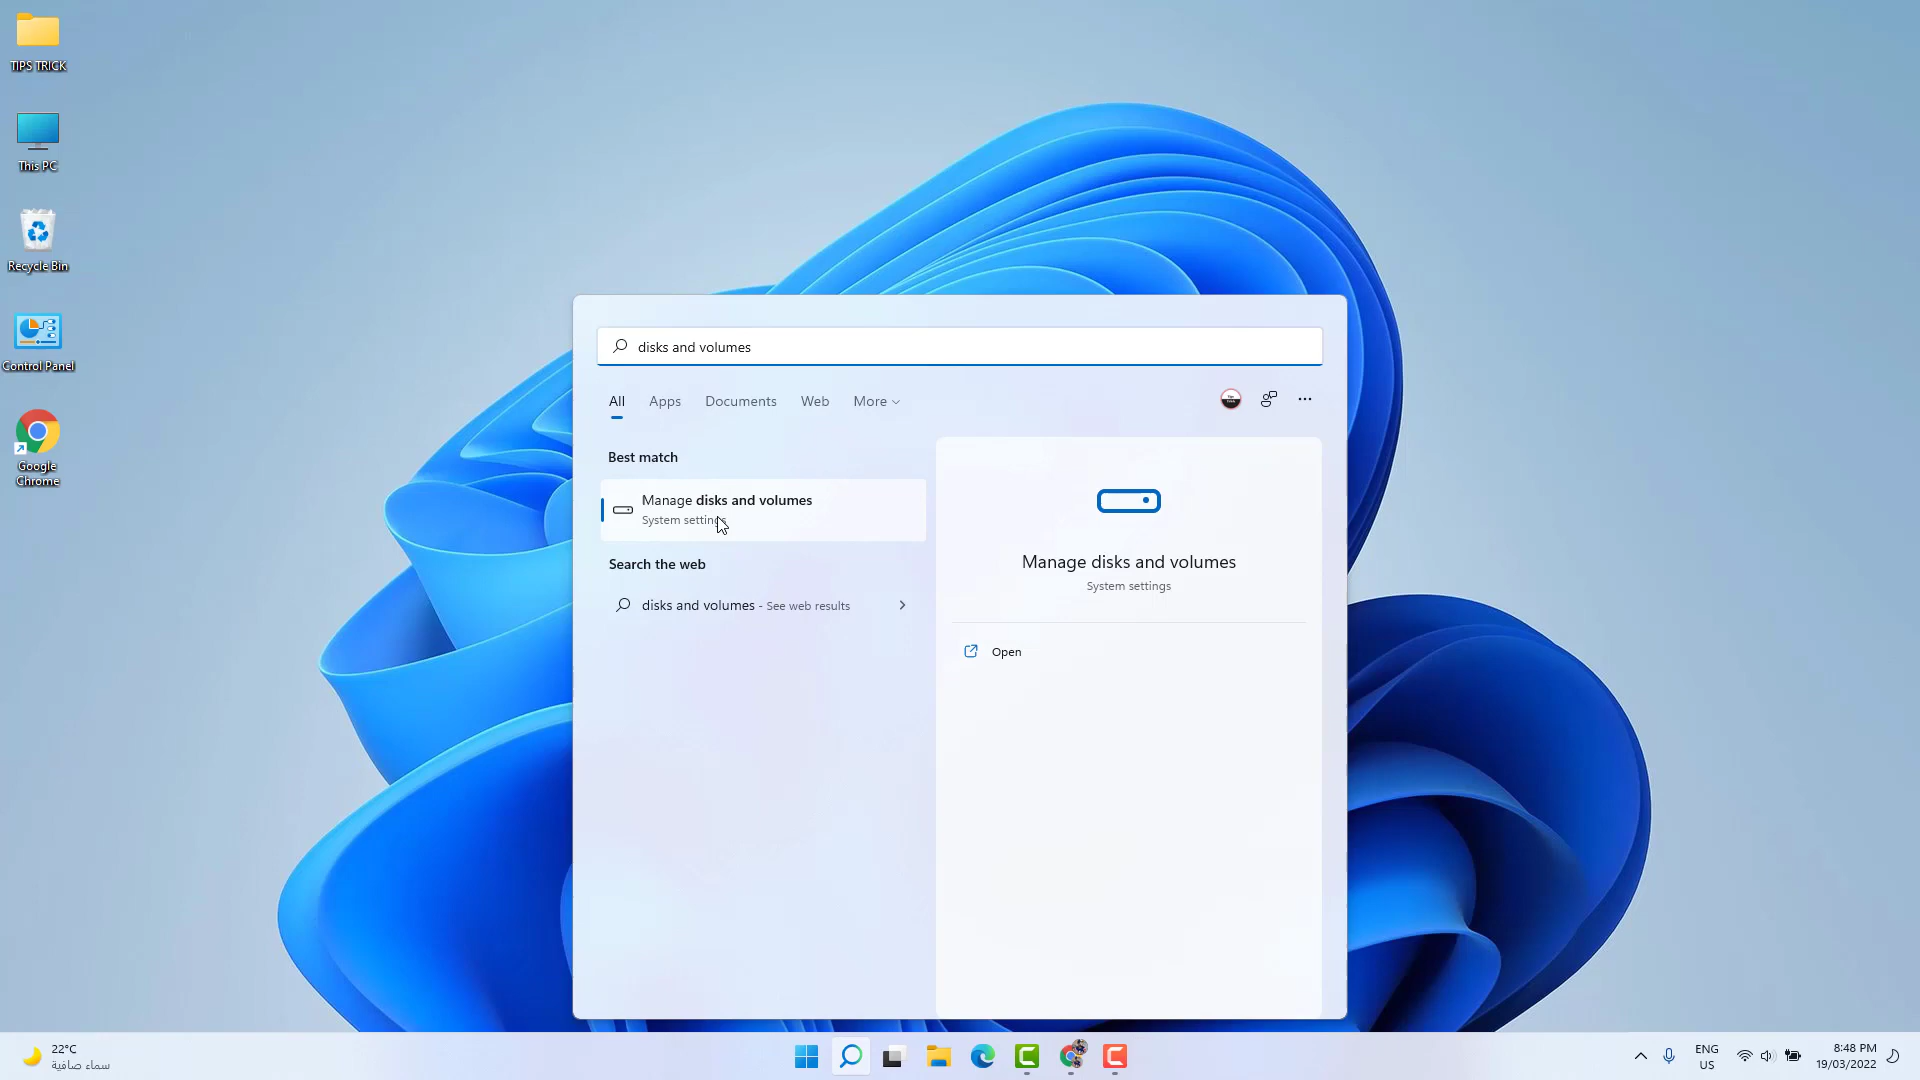 TIPS TRICK
This PC
Recycle Bin
Control Panel
Google
Chrome
disks and volumes
All Apps Documents Web More
Best match
Manage disks and volumes
System settings
Search the web
disks and volumes - See web results
Manage disks and volumes
System settings
Open
22°C
سماء صافية
ENG
US
8:48 PM
19/03/2022